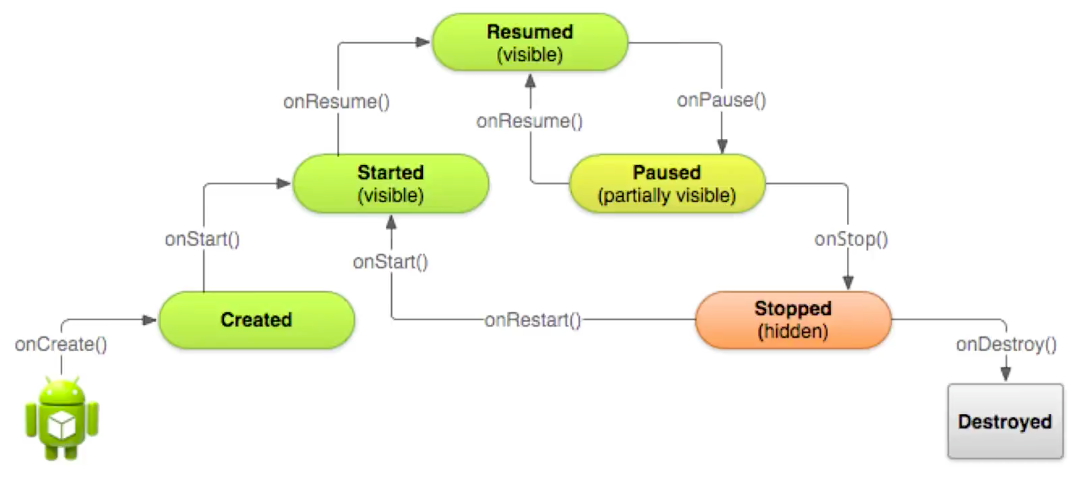 Resumed
(visible)
onResume()
onPause()
onResume()
Started
(visible)
Paused
(partially visible)
onStart()
onStop()
onStart()
Created
onRestart()
Stopped
(hidden)
onCreate()
onDestroy()
Destroyed